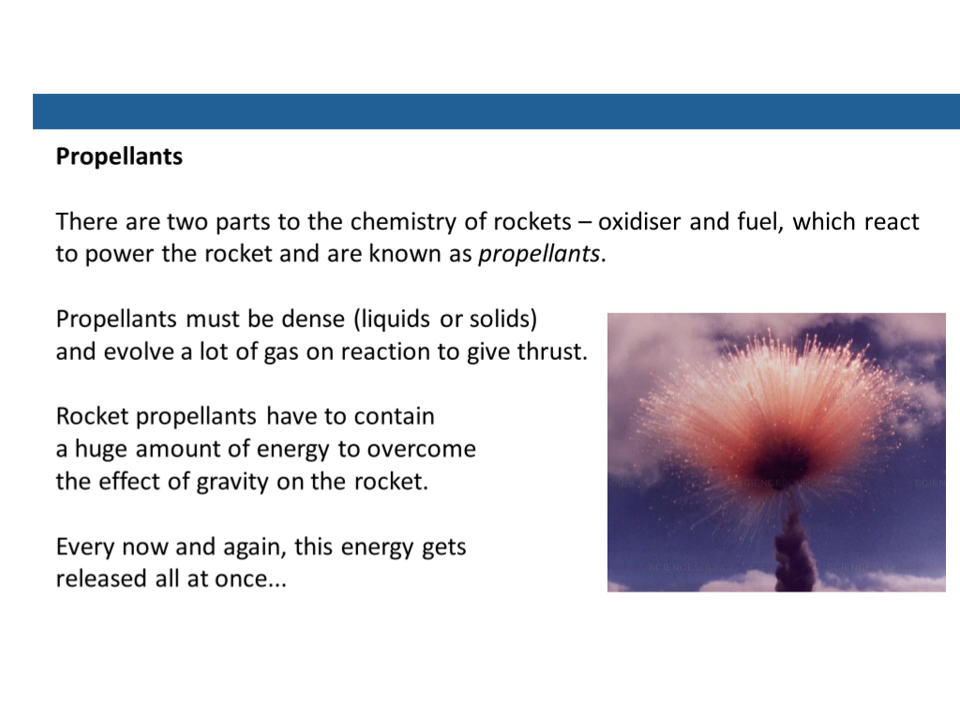 Propellants
There are two parts to the chemistry of rockets – oxidiser and fuel, which react
to power the rocket and are known as propellants.
Propellants must be dense (liquids or solids)
and evolve a lot of gas on reaction to give thrust.
Rocket propellants have to contain
a huge amount of energy to overcome
the effect of gravity on the rocket.
Every now and again, this energy gets
released all at once...